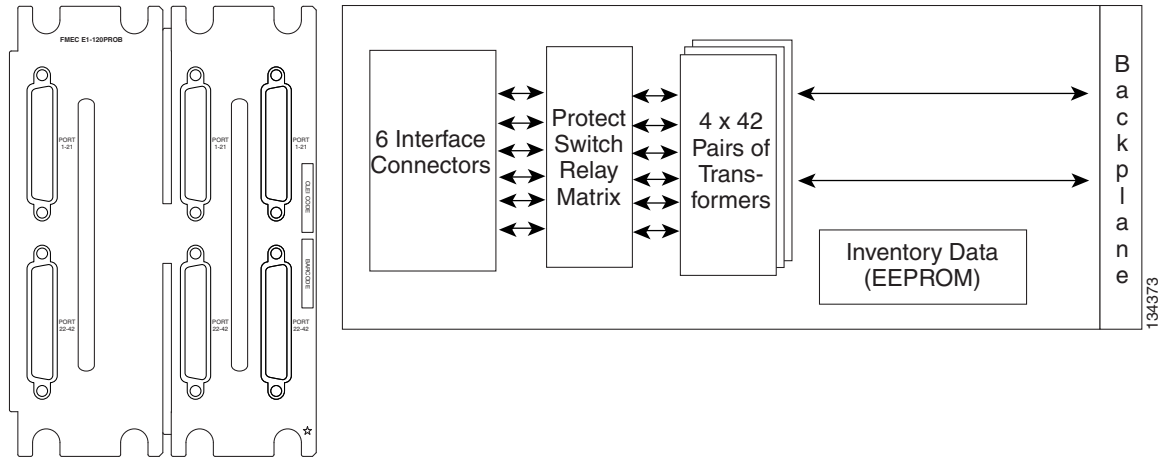 FMEC E1-120PROB
PORT
1-21
PORT
1-21
PORT
1-21
CLEI CODE
BARCODE
PORT
22-42
PORT
22-42
PORT
22-42
6 Interface
Connectors
Protect
Switch
Relay
Matrix
4 x 42
Pairs of
Trans-
formers
Inventory Data
(EEPROM)
B
a
c
k
p
l
a
n
e
134373